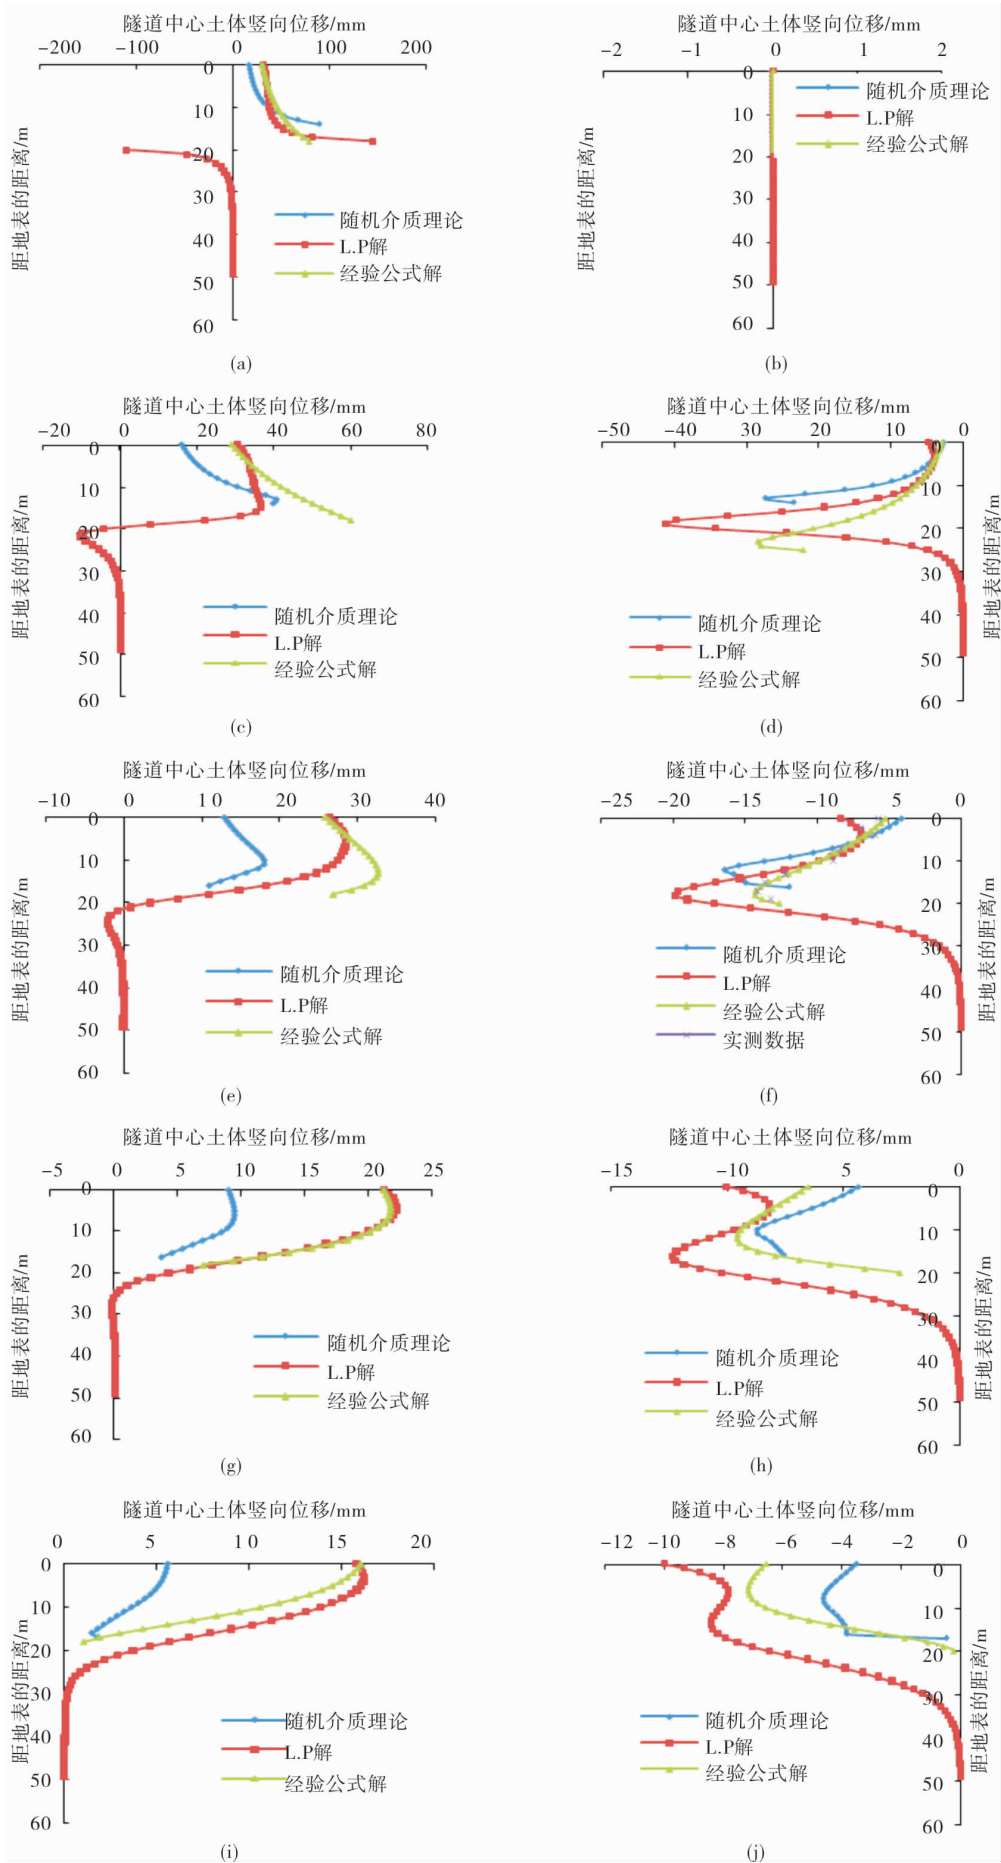 隧道中心土体竖向位移/mm
-200 -100 0 100 200
距地表的距离/m
0
10
20
30
40
50
60
随机介质理论
L.P解
经验公式解
(a)
隧道中心土体竖向位移/mm
-2 -1 0 1 2
距地表的距离/m
0
10
20
30
40
50
60
随机介质理论
L.P解
经验公式解
(b)
隧道中心土体竖向位移/mm
-20 0 20 40 60 80
距地表的距离/m
0
10
20
30
40
50
60
随机介质理论
L.P解
经验公式解
(c)
隧道中心土体竖向位移/mm
-50 -40 -30 -20 -10 0
距地表的距离/m
0
10
20
30
40
50
60
随机介质理论
L.P解
经验公式解
(d)
隧道中心土体竖向位移/mm
-10 0 10 20 30 40
距地表的距离/m
0
10
20
30
40
50
60
随机介质理论
L.P解
经验公式解
(e)
隧道中心土体竖向位移/mm
-25 -20 -15 -10 5 0
距地表的距离/m
0
10
20
30
40
50
60
随机介质理论
L.P解
经验公式解
实测数据
(f)
隧道中心土体竖向位移/mm
-5 0 5 10 15 20 25
距地表的距离/m
0
10
20
30
40
50
60
随机介质理论
L.P解
经验公式解
(g)
隧道中心土体竖向位移/mm
-15 -10 5 0
距地表的距离/m
0
10
20
30
40
50
60
随机介质理论
L.P解
经验公式解
(h)
隧道中心土体竖向位移/mm
0 5 10 15 20
距地表的距离/m
0
10
20
30
40
50
60
随机介质理论
L.P解
经验公式解
(i)
隧道中心土体竖向位移/mm
-12 -10 -8 -6 -4 -2 0
距地表的距离/m
0
10
20
30
40
50
60
随机介质理论
L.P解
经验公式解
(j)